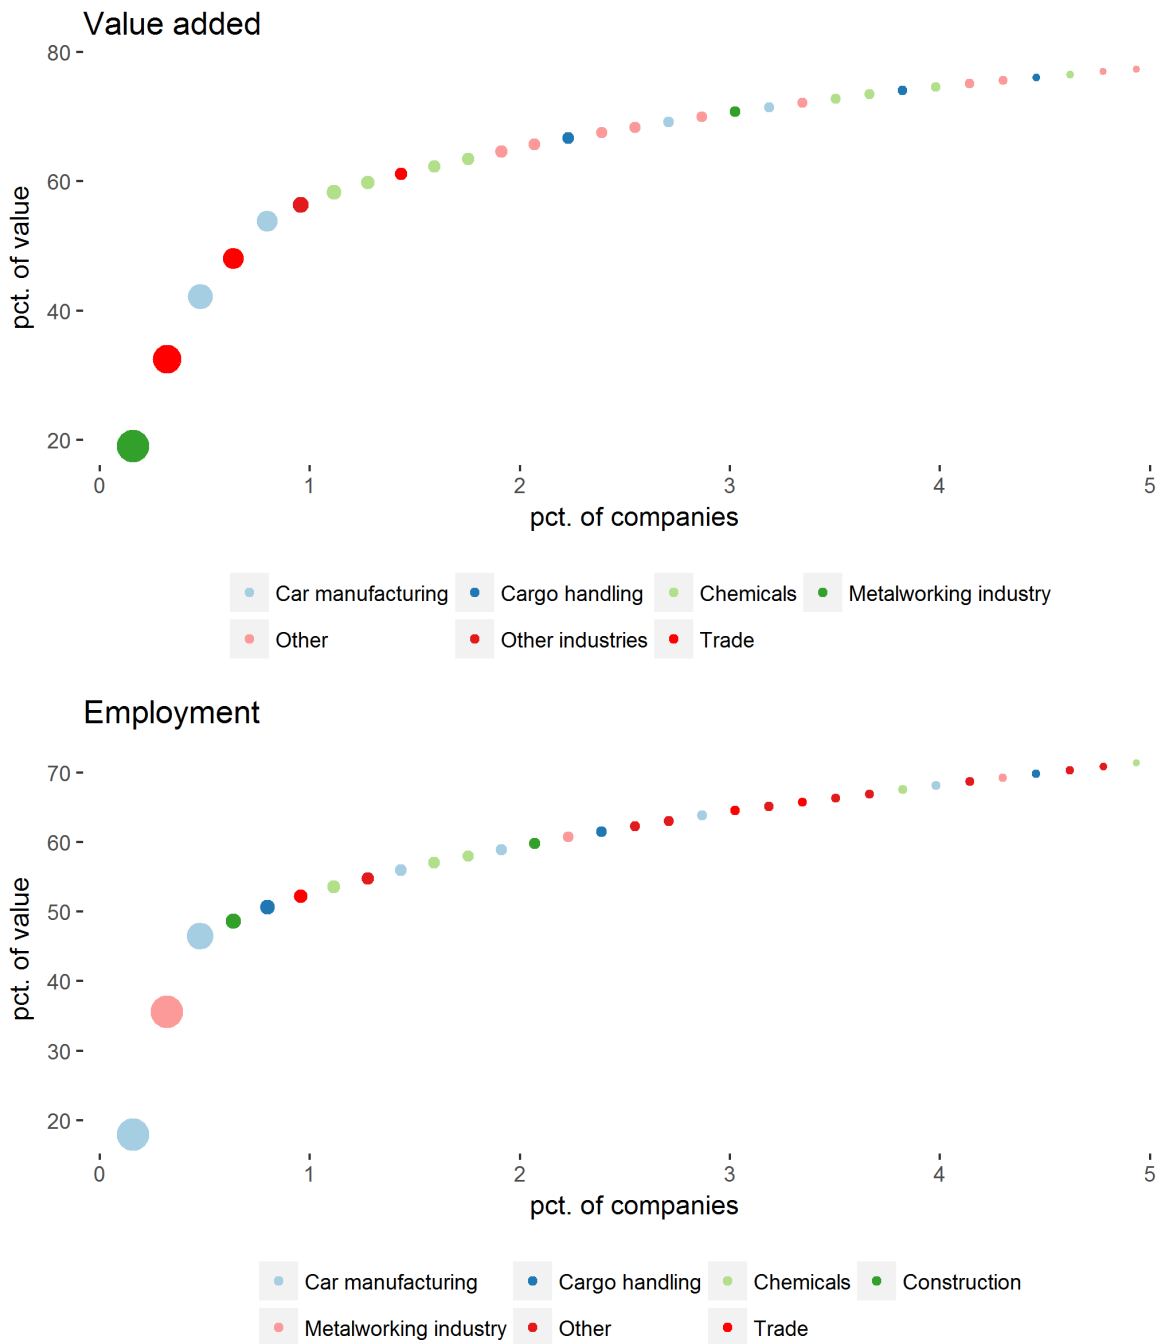 Value added
80
60
40
20
pct. of value
0 1 2 3 4 5
pct. of companies
Car manufacturing Cargo handling Chemicals Metalworking industry
Other Other industries Trade
Employment
70
60
50
40
30
20
pct. of value
0 1 2 3 4 5
pct. of companies
Car manufacturing Cargo handling Chemicals Construction
Metalworking industry Other Trade